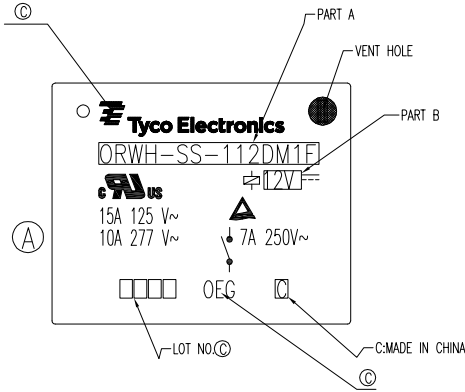 ©
PART A
VENT HOLE
PART B
Tyco Electronics
ORWH-SS-112DM1F
12V
c RU US
15A 125 V~
10A 277 V~
7A 250V~
A
OEG
C
LOT NO.©
C:MADE IN CHINA
©